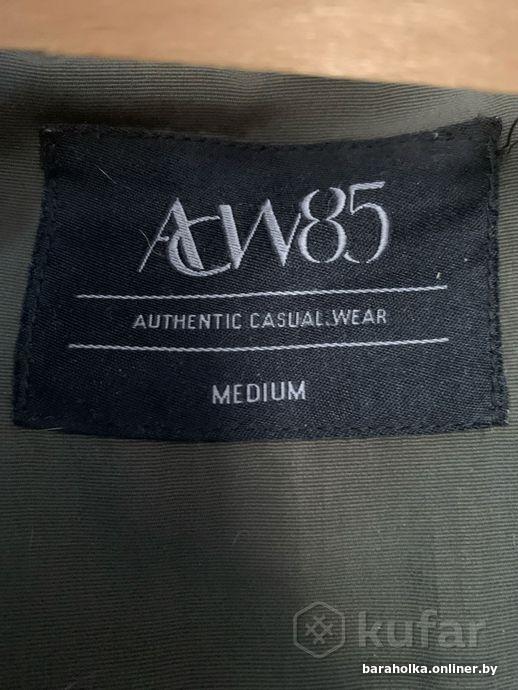 ACW85
AUTHENTIC CASUAL WEAR
MEDIUM
kufar
baraholka.onliner.by